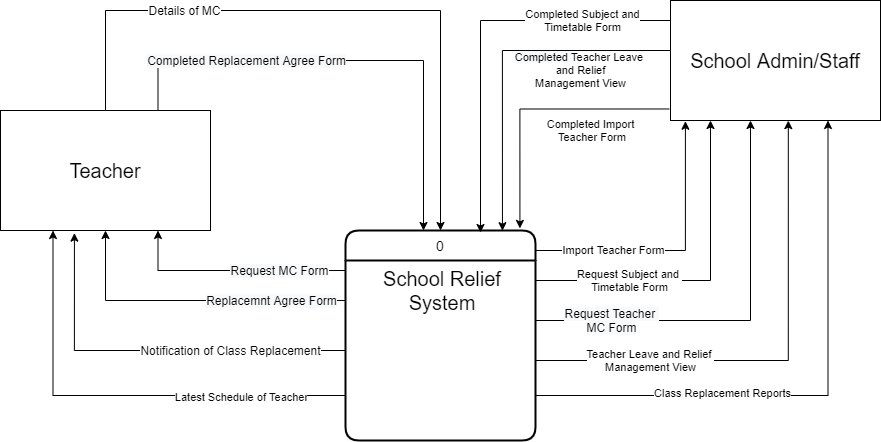 Details of MC
Completed Replacement Agree Form
Teacher
Completed Subject and
Timetable Form
Completed Teacher Leave
and Relief
Management View
Completed Import
Teacher Form
School Admin/Staff
0
School Relief
System
Request MC Form
Replacemnt Agree Form
Notification of Class Replacement
Latest Schedule of Teacher
Import Teacher Form
Request Subject and
Timetable Form
Request Teacher
MC Form
Teacher Leave and Relief
Management View
Class Replacement Reports